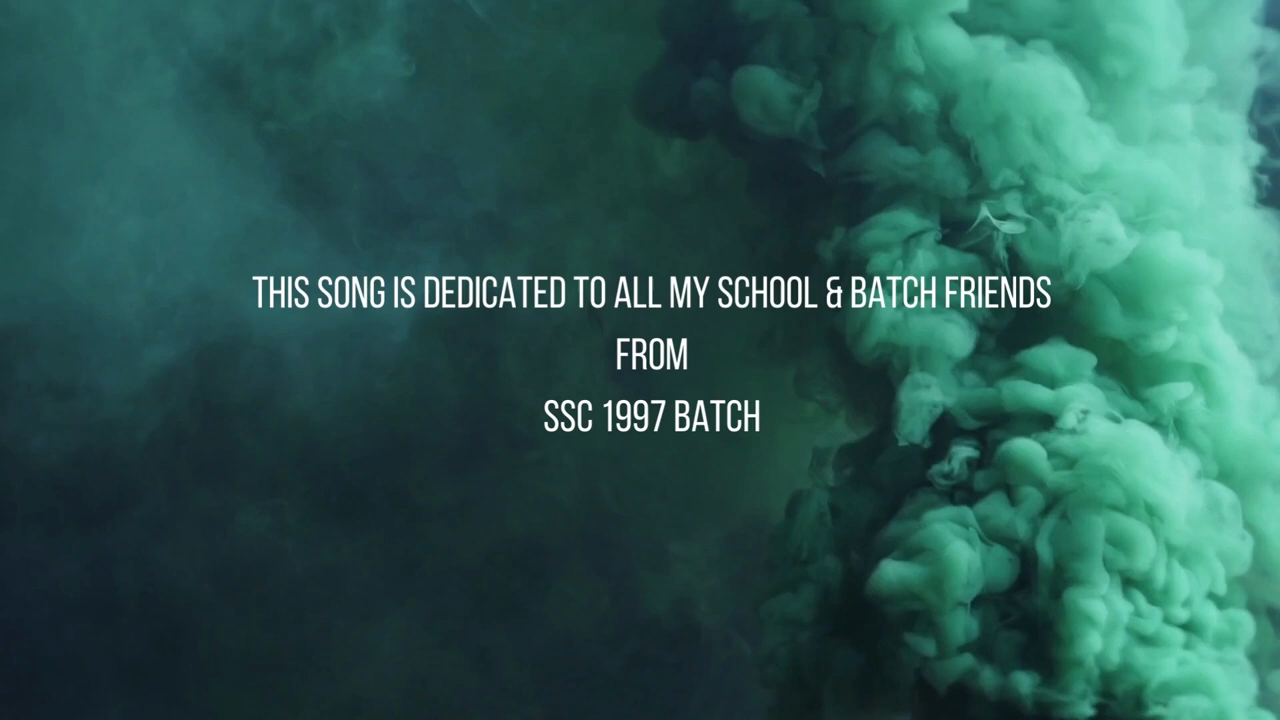 THIS SONG IS DEDICATED TO ALL MY SCHOOL & BATCH FRIENDS
FROM
SSC 1997 BATCH